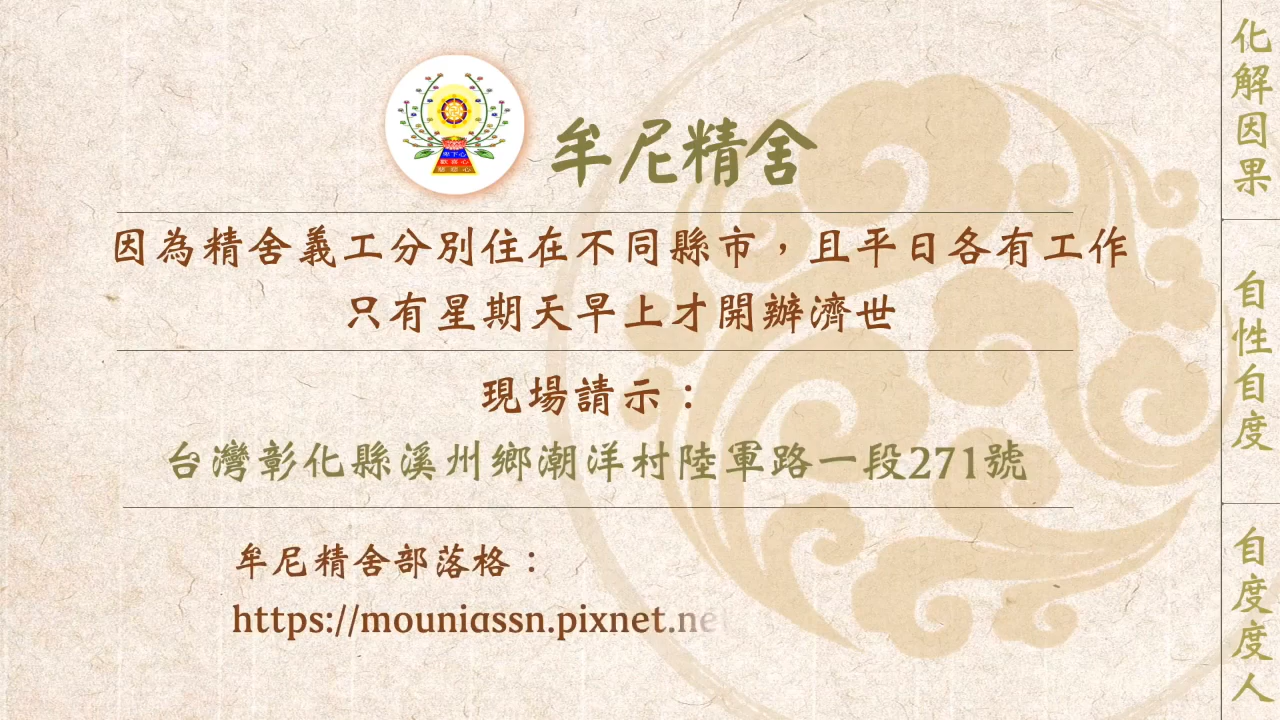 牟尼精舍
因為精舍義工分別住在不同縣市，且平日各有工作
只有星期天早上才開辦濟世
現場請示：
台灣彰化縣溪州鄉潮洋村陸軍路一段271號
牟尼精舍部落格：
https://mouniassn.pixnet.ne
化解因果
自性自度
自度度人